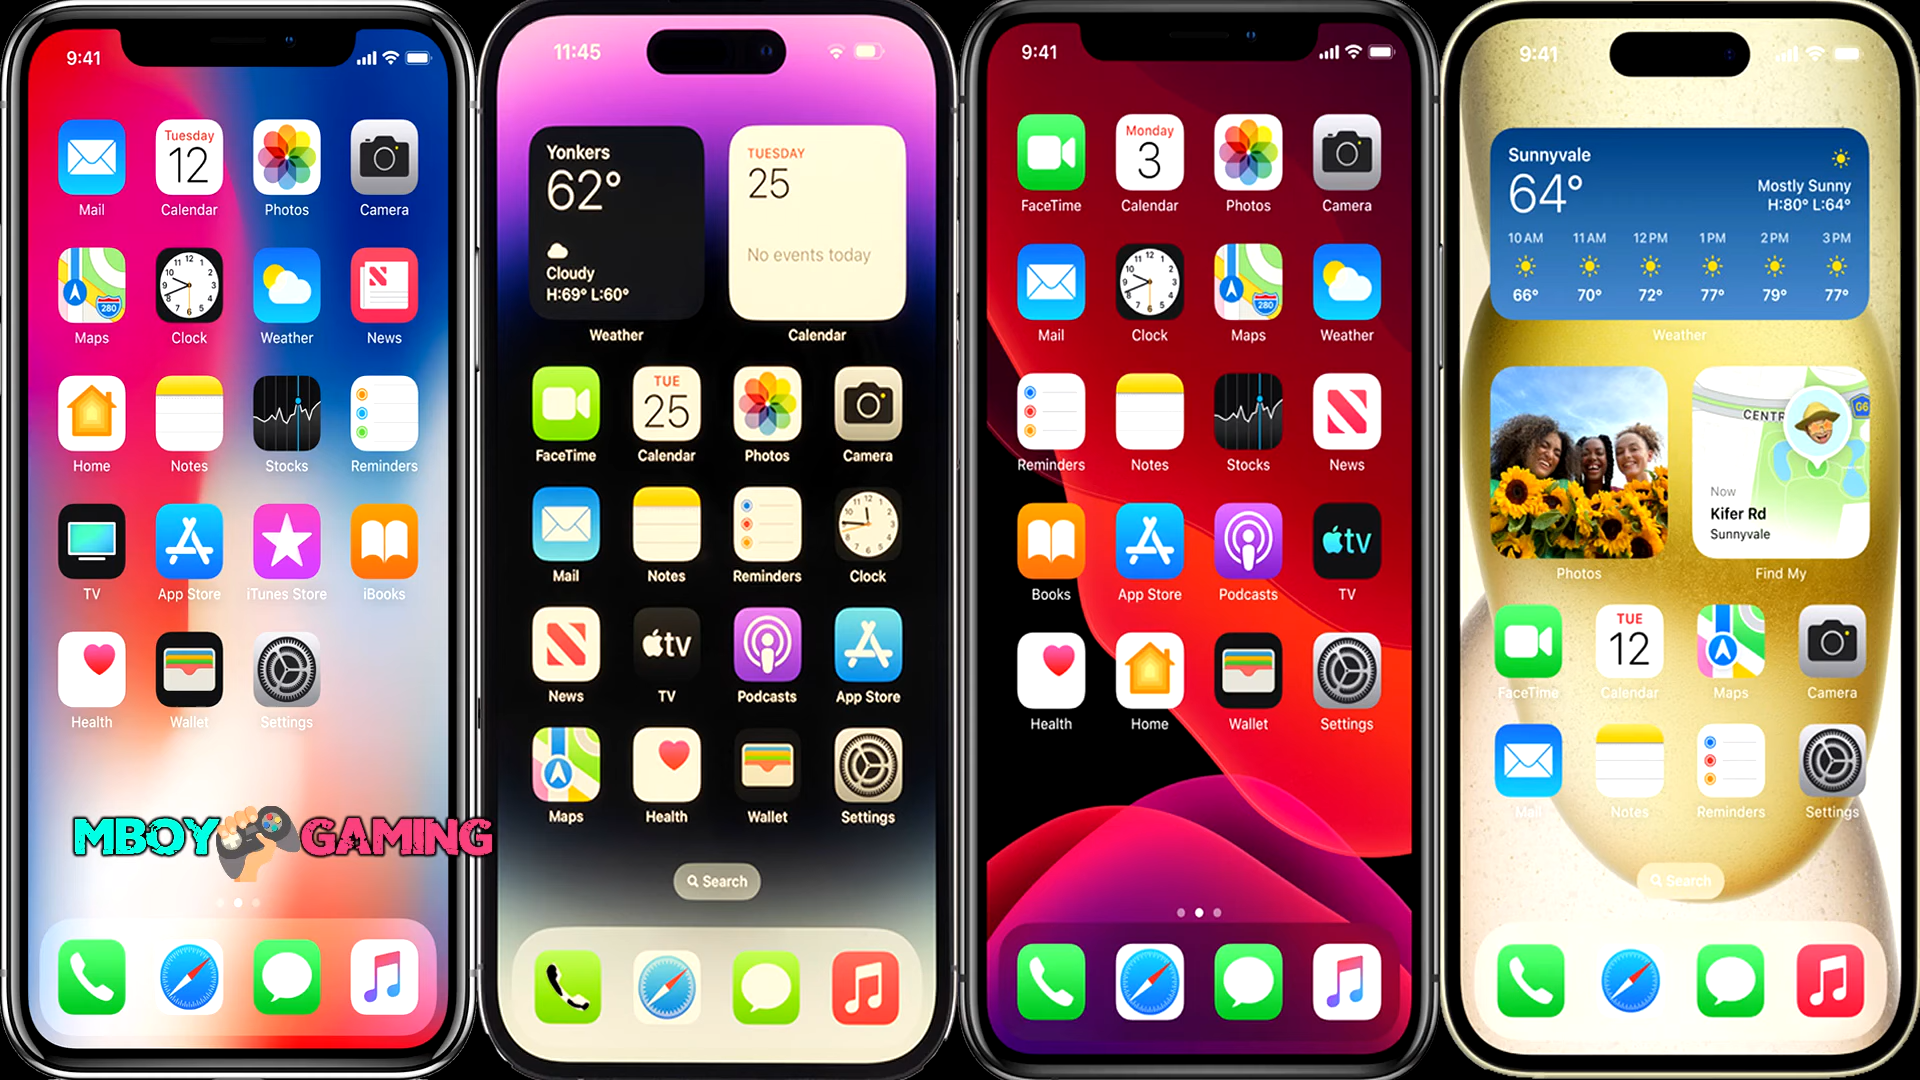 9:41
Tuesday
12
Mail
Calendar
Photos
Camera
280
Maps
Clock
Weather
News
Home
Notes
Stocks
Reminders
TV
App Store
iTunes Store
iBooks
Health
Wallet
Settings
MBOY GAMING
11:45
Yonkers
62°
Cloudy
H:69° L:60°
Weather
TUESDAY
25
No events today
Calendar
TUE
25
FaceTime
Calendar
Photos
Camera
Mail
Notes
Reminders
Clock
tv
News
TV
Podcasts
App Store
Maps
Health
Wallet
Settings
Search
9:41
Monday
3
FaceTime
Calendar
Photos
Camera
280
Mail
Clock
Maps
Weather
Reminders
Notes
Stocks
News
tv
Books
App Store
Podcasts
TV
Health
Home
Wallet
Settings
9:41
Sunnyvale
64°
Mostly Sunny
H:80° L:64°
10 AM 11 AM 12 PM 1 PM 2 PM 3 PM
66° 70° 72° 77° 79° 77°
Weather
Photos
CENTR
G6
Now
Kifer Rd
Sunnyvale
Find My
TUE
12
FaceTime
Calendar
Maps
Camera
Mail
Notes
Reminders
Settings
Search